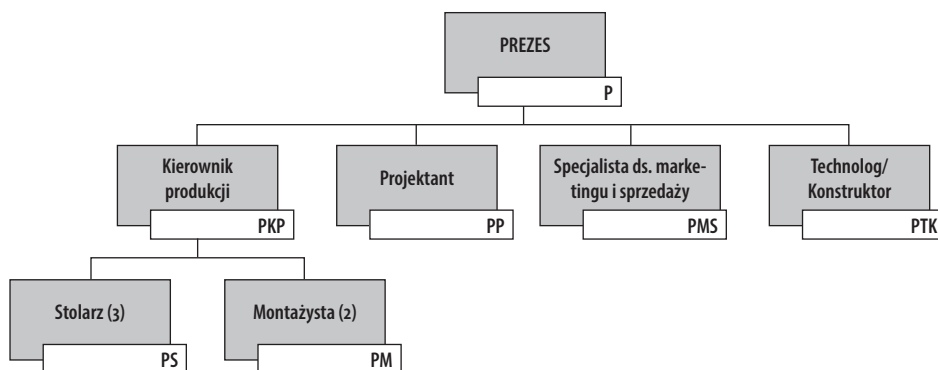 PREZES
P
Kierownik
produkcji
PKP
Projektant
PP
Specjalista ds. marke-
tingu i sprzedaży
PMS
Technolog/
Konstruktor
PTK
Stolarz (3)
PS
Montażysta (2)
PM